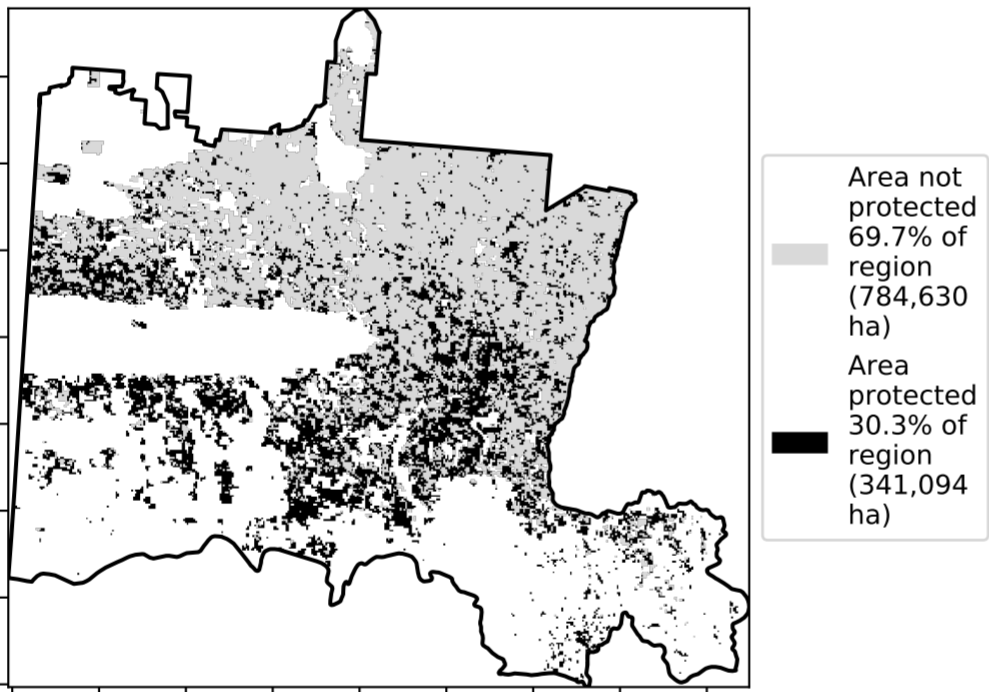 Area not
protected
69.7% of
region
(784,630
ha)
Area
protected
30.3% of
region
(341,094
ha)